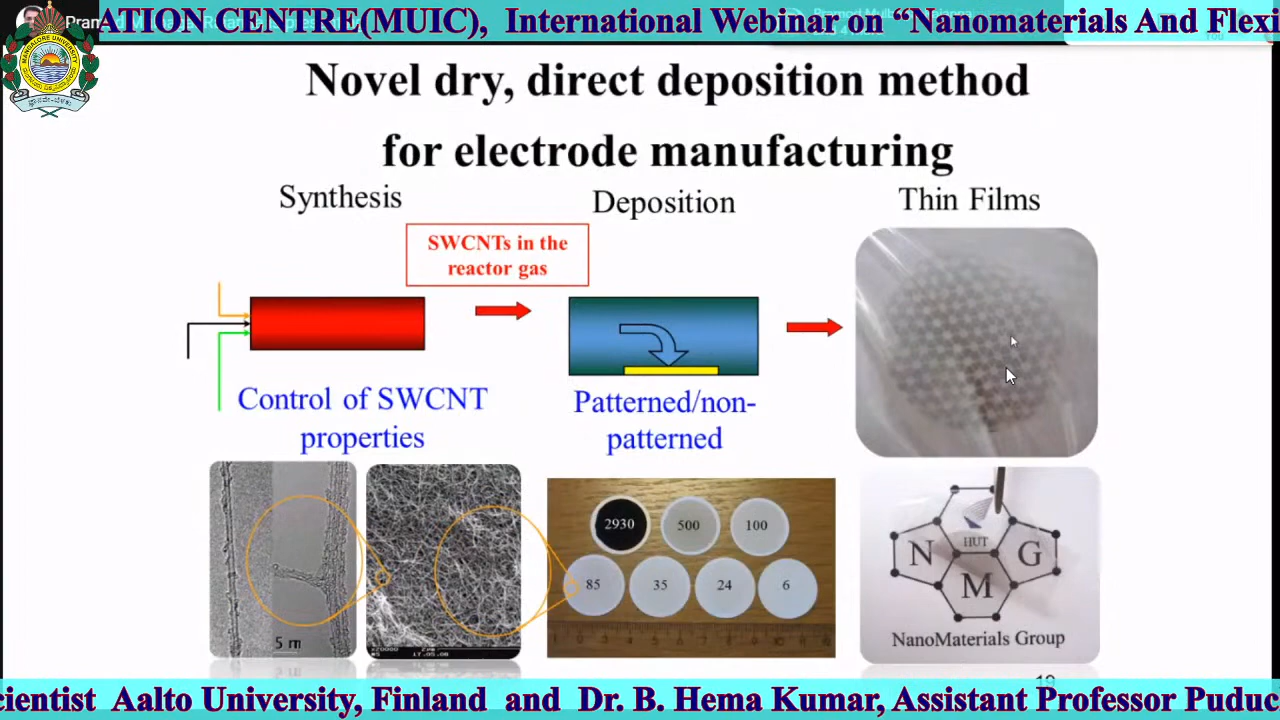 ATION CENTRE(MUIC), International Webinar on “Nanomaterials And Flexi
Novel dry, direct deposition method
for electrode manufacturing
Synthesis
Deposition
Thin Films
SWCNTs in the
reactor gas
Control of SWCNT
properties
Patterned/non-
patterned
5 m
2930
500
100
85
35
24
6
HUT
N
G
M
NanoMaterials Group
19
cientist Aalto University, Finland and Dr. B. Hema Kumar, Assistant Professor Puduc